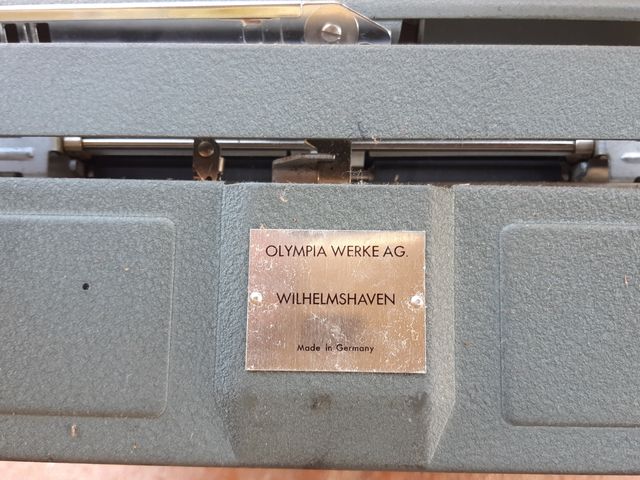 OLYMPIA WERKE AG.
WILHELMSHAVEN
Made in Germany